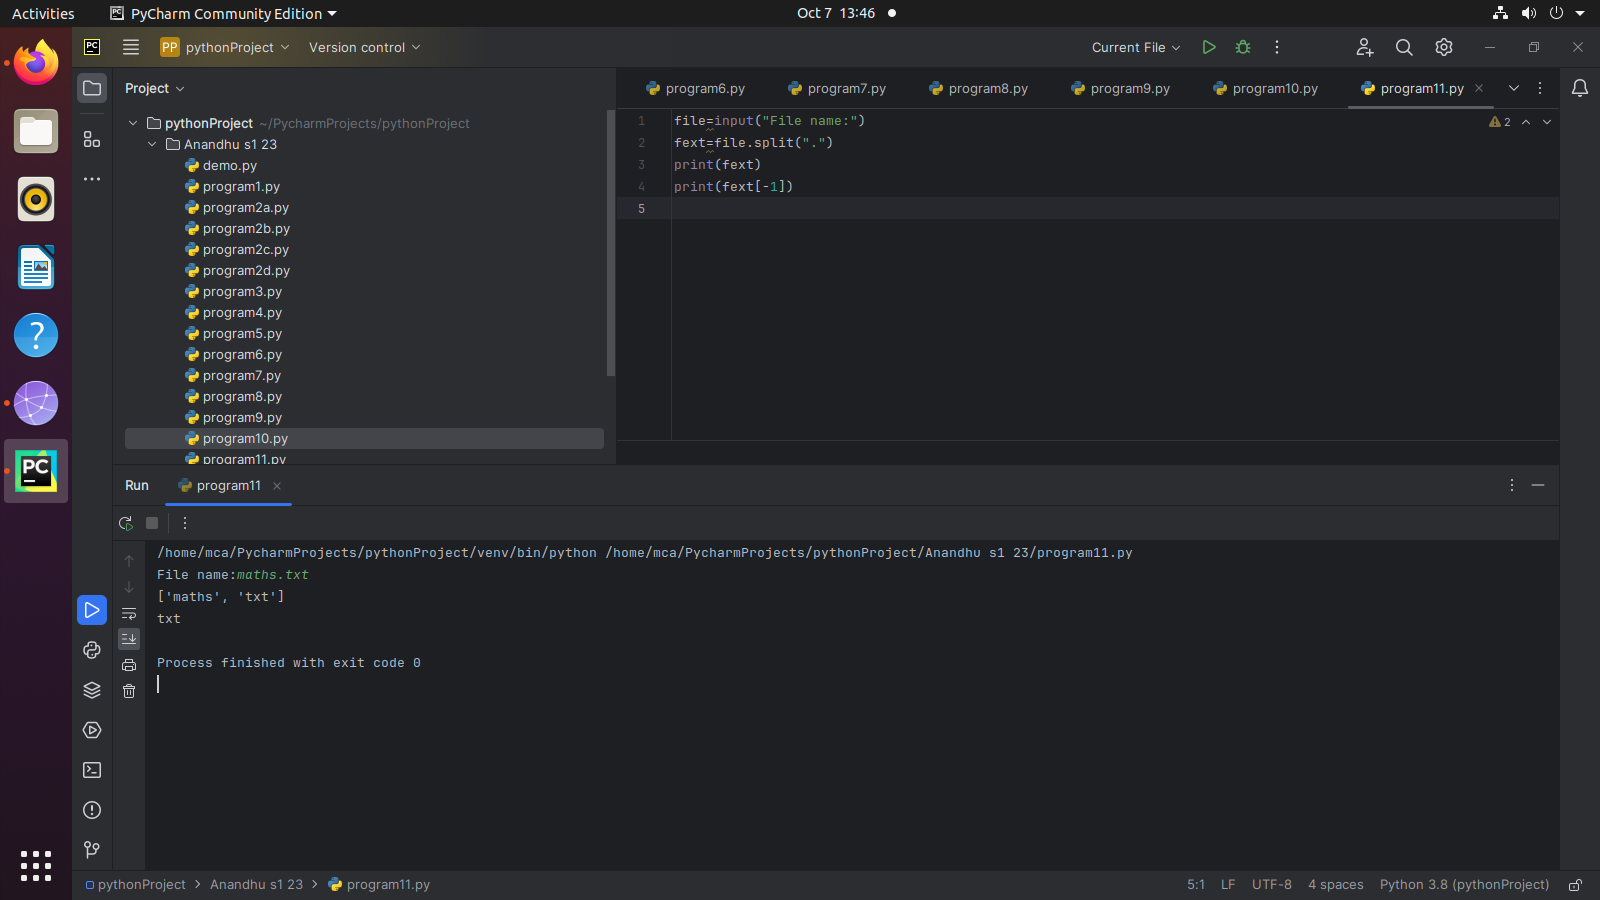 Activities
PyCharm Community Edition
Oct 7 13:46
PC
PP pythonProject
Version control
Current File
Project
program6.py
program7.py
program8.py
program9.py
program10.py
program11.py
pythonProject ~/PycharmProjects/pythonProject
Anandhu s1 23
demo.py
program1.py
program2a.py
program2b.py
program2c.py
program2d.py
program3.py
program4.py
program5.py
program6.py
program7.py
program8.py
program9.py
program10.py
program11.py
1 file=input("File name:")
2 fext=file.split(".")
3 print(fext)
4 print(fext[-1])
5
2
?
PC
Run
program11
/home/mca/PycharmProjects/pythonProject/venv/bin/python /home/mca/PycharmProjects/pythonProject/Anandhu s1 23/program11.py
File name:maths.txt
['maths', 'txt']
txt
Process finished with exit code 0
pythonProject > Anandhu s1 23 > program11.py
5:1 LF UTF-8 4 spaces Python 3.8 (pythonProject)